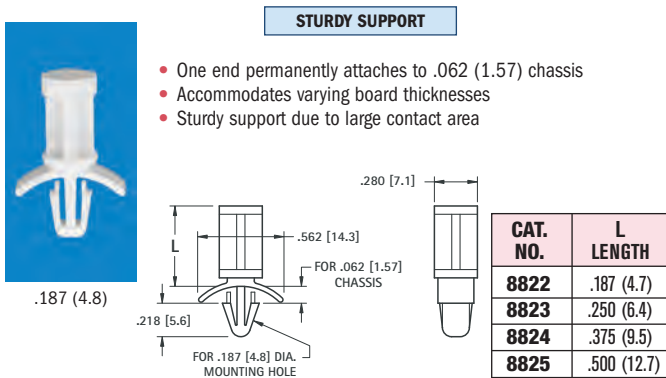 STURDY SUPPORT
• One end permanently attaches to .062 (1.57) chassis
• Accommodates varying board thicknesses
• Sturdy support due to large contact area
.187 (4.8)
L
.562 [14.3]
FOR .062 [1.57]
CHASSIS
.218 [5.6]
FOR .187 [4.8] DIA.
MOUNTING HOLE
.280 [7.1]
CAT. NO. L LENGTH
8822 .187 (4.7)
8823 .250 (6.4)
8824 .375 (9.5)
8825 .500 (12.7)